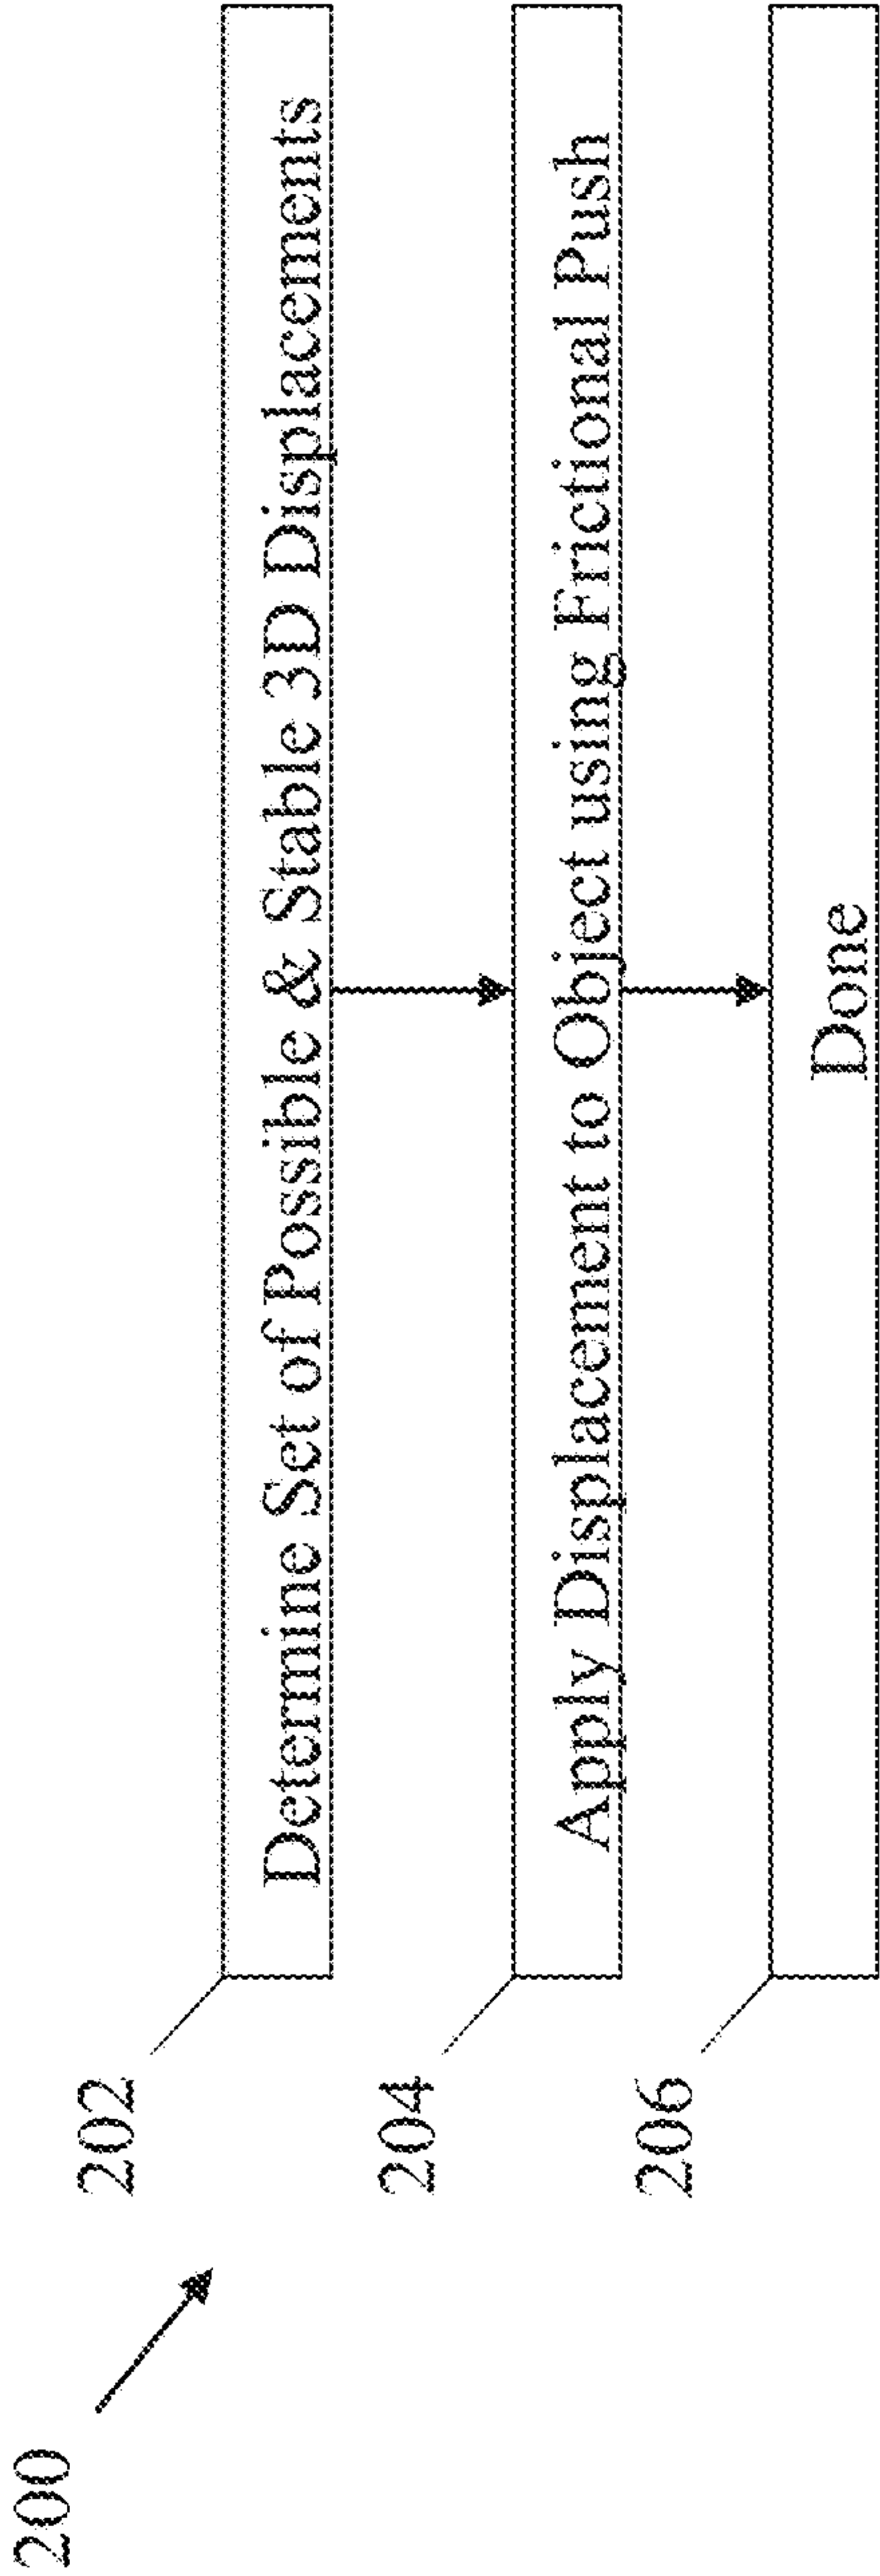 200
202
Determine Set of Possible & Stable 3D Displacements
204
Apply Displacement to Object using Frictional Push
206
Done